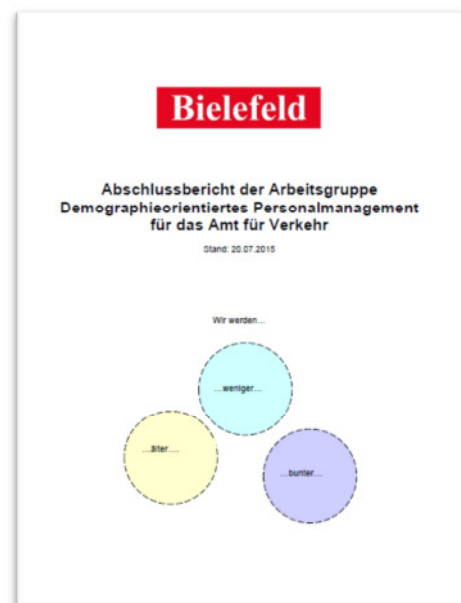 Bielefeld
Abschlussbericht der Arbeitsgruppe
Demographieorientiertes Personalmanagement
für das Amt für Verkehr
Stand: 20.07.2015
Wir werden...
...weniger...
...älter....
...bunter...